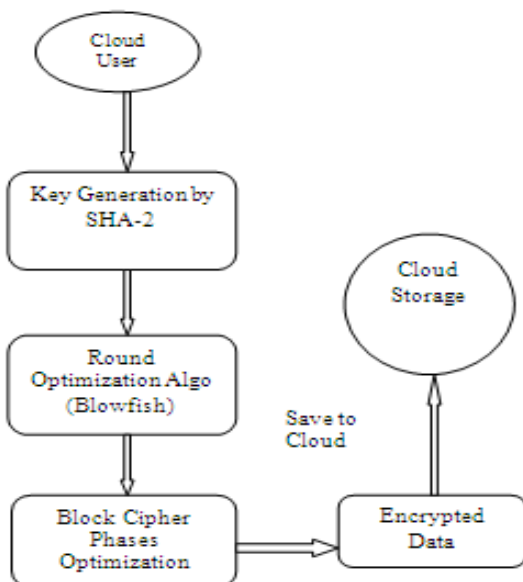 Cloud
User
Key Generation by
SHA-2
Round
Optimization Algo
(Blowfish)
Block Cipher
Phases
Optimization
Encrypted
Data
Save to
Cloud
Cloud
Storage